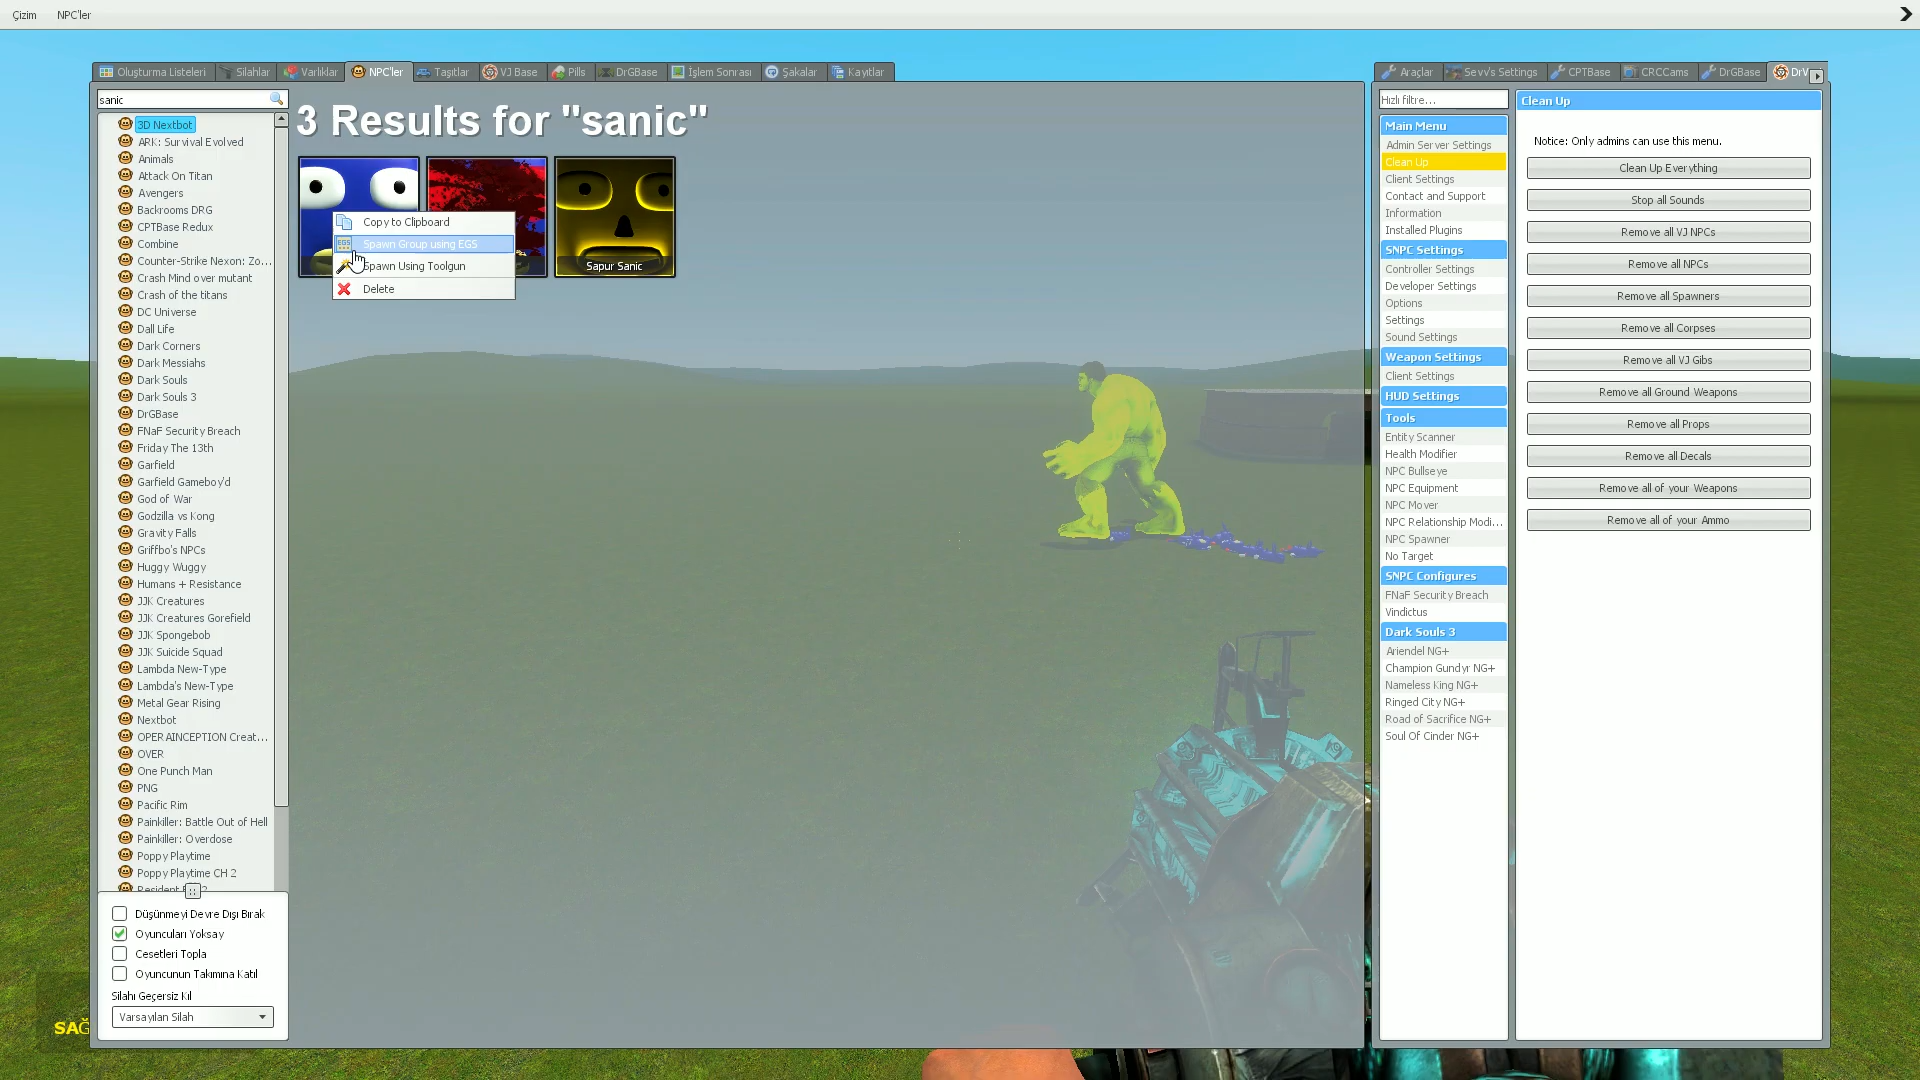 Çizim NPC'ler
Oluşturma Listeleri Silahlar Varlıklar NPC'ler Taşıtlar VJ Base Pills DrGBase İşlem Sonrası Şakalar Kayıtlar
Araçlar Sevv's Settings CPTBase CRCCams DrGBase DrV
sanic
3D Nextbot
ARK: Survival Evolved
Animals
Attack On Titan
Avengers
Backrooms DRG
CPTBase Redux
Combine
Counter-Strike Nexon: Zo...
Crash Mind over mutant
Crash of the titans
DC Universe
Dall Life
Dark Corners
Dark Messiahs
Dark Souls
Dark Souls 3
DrGBase
FNaF Security Breach
Friday The 13th
Garfield
Garfield Gameboy'd
God of War
Godzilla vs Kong
Gravity Falls
Griffbo's NPCs
Huggy Wuggy
Humans + Resistance
JJK Creatures
JJK Creatures Gorefield
JJK Spongebob
JJK Suicide Squad
Lambda New-Type
Lambda's New-Type
Metal Gear Rising
Nextbot
OPERAINCEPTION Creat...
OVER
One Punch Man
PNG
Pacific Rim
Painkiller: Battle Out of Hell
Painkiller: Overdose
Poppy Playtime
Poppy Playtime CH 2
Düşünmeyi Devre Dışı Bırak
Oyuncuları Yoksay
Cesetleri Topla
Oyuncunun Takımına Katıl
Silahı Geçersiz Kıl
Varsayılan Silah
SAĞ
3 Results for "sanic"
Copy to Clipboard
EGS Spawn Group using EGS
Spawn Using Toolgun
Delete
Sapur Sanic
Hızlı filtre...
Main Menu
Admin Server Settings
Clean Up
Client Settings
Contact and Support
Information
Installed Plugins
SNPC Settings
Controller Settings
Developer Settings
Options
Settings
Sound Settings
Weapon Settings
Client Settings
HUD Settings
Tools
Entity Scanner
Health Modifier
NPC Bullseye
NPC Equipment
NPC Mover
NPC Relationship Modi...
NPC Spawner
No Target
SNPC Configures
FNaF Security Breach
Vindictus
Dark Souls 3
Ariendel NG+
Champion Gundyr NG+
Nameless King NG+
Ringed City NG+
Road of Sacrifice NG+
Soul Of Cinder NG+
Clean Up
Notice: Only admins can use this menu.
Clean Up Everything
Stop all Sounds
Remove all VJ NPCs
Remove all NPCs
Remove all Spawners
Remove all Corpses
Remove all VJ Gibs
Remove all Ground Weapons
Remove all Props
Remove all Decals
Remove all of your Weapons
Remove all of your Ammo